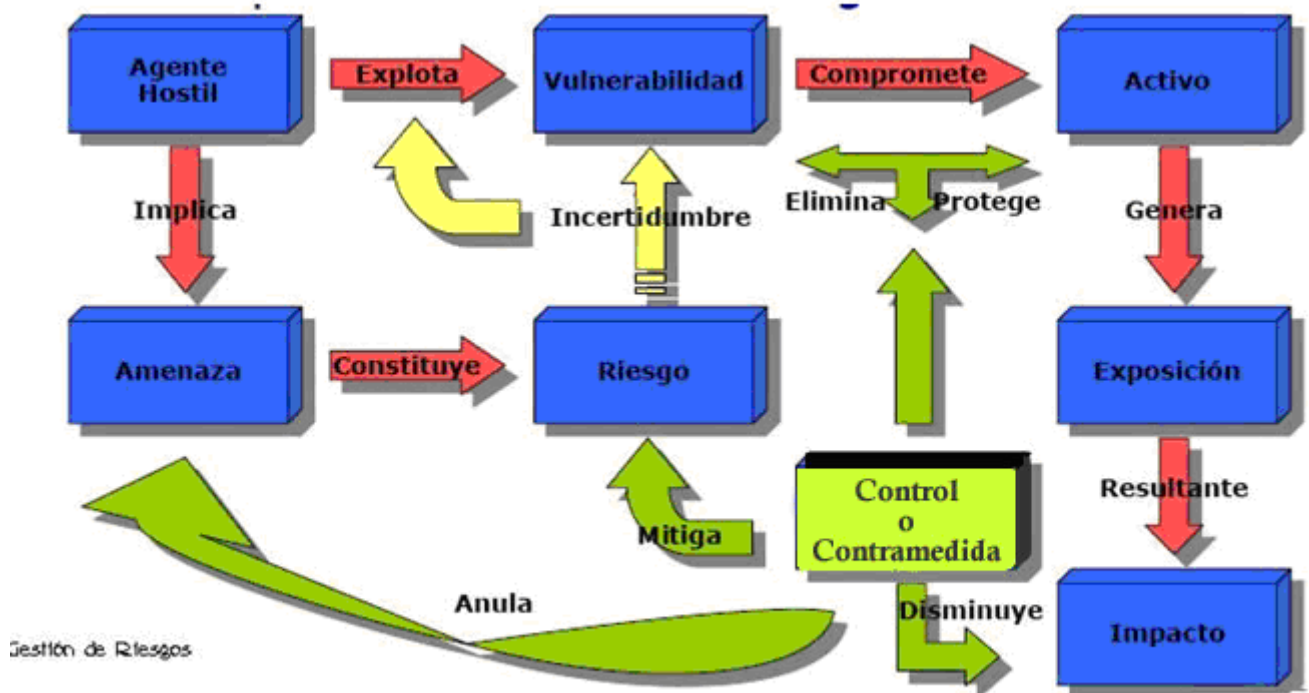 Agente
Hostil
Explota
Vulnerabilidad
Compromete
Activo
Implica
Incertidumbre
Elimina
Protege
Genera
Amenaza
Constituye
Riesgo
Exposición
Control
o
Contramedida
Resultante
Mitiga
Anula
Disminuye
Impacto
Gestión de Riesgos